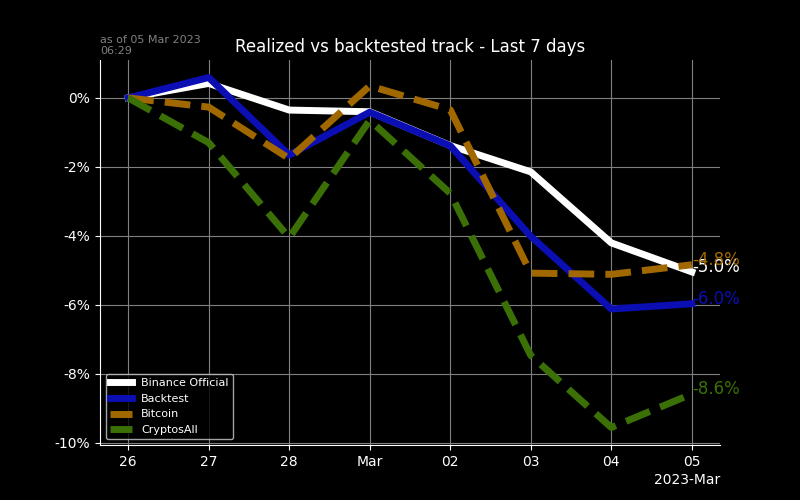 as of 05 Mar 2023
06:29
Realized vs backtested track - Last 7 days
0%
-2%
-4%
-6%
-8%
-10%
-4.8%
-5.0%
-6.0%
-8.6%
Binance Official
Backtest
Bitcoin
CryptosAll
26 27 28 Mar 02 03 04 05
2023-Mar